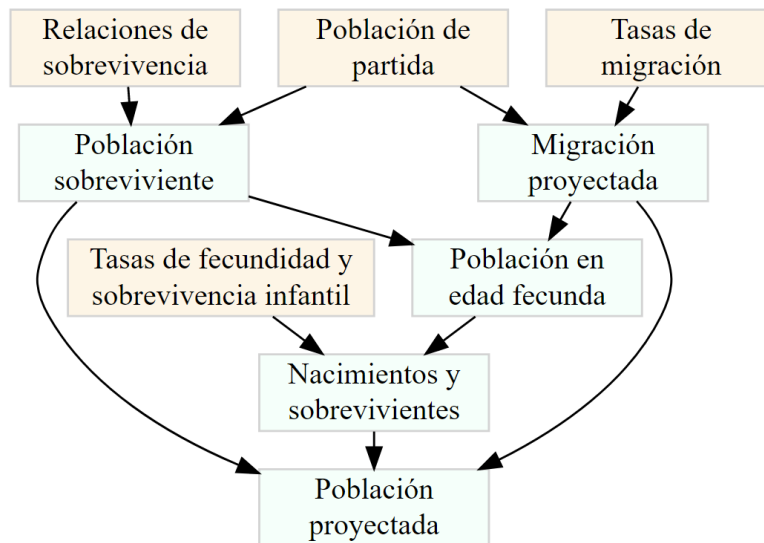 Relaciones de
sobrevivencia
Población de
partida
Tasas de
migración
Población
sobreviviente
Migración
proyectada
Tasas de fecundidad y
sobrevivencia infantil
Población en
edad fecunda
Nacimientos y
sobrevivientes
Población
proyectada